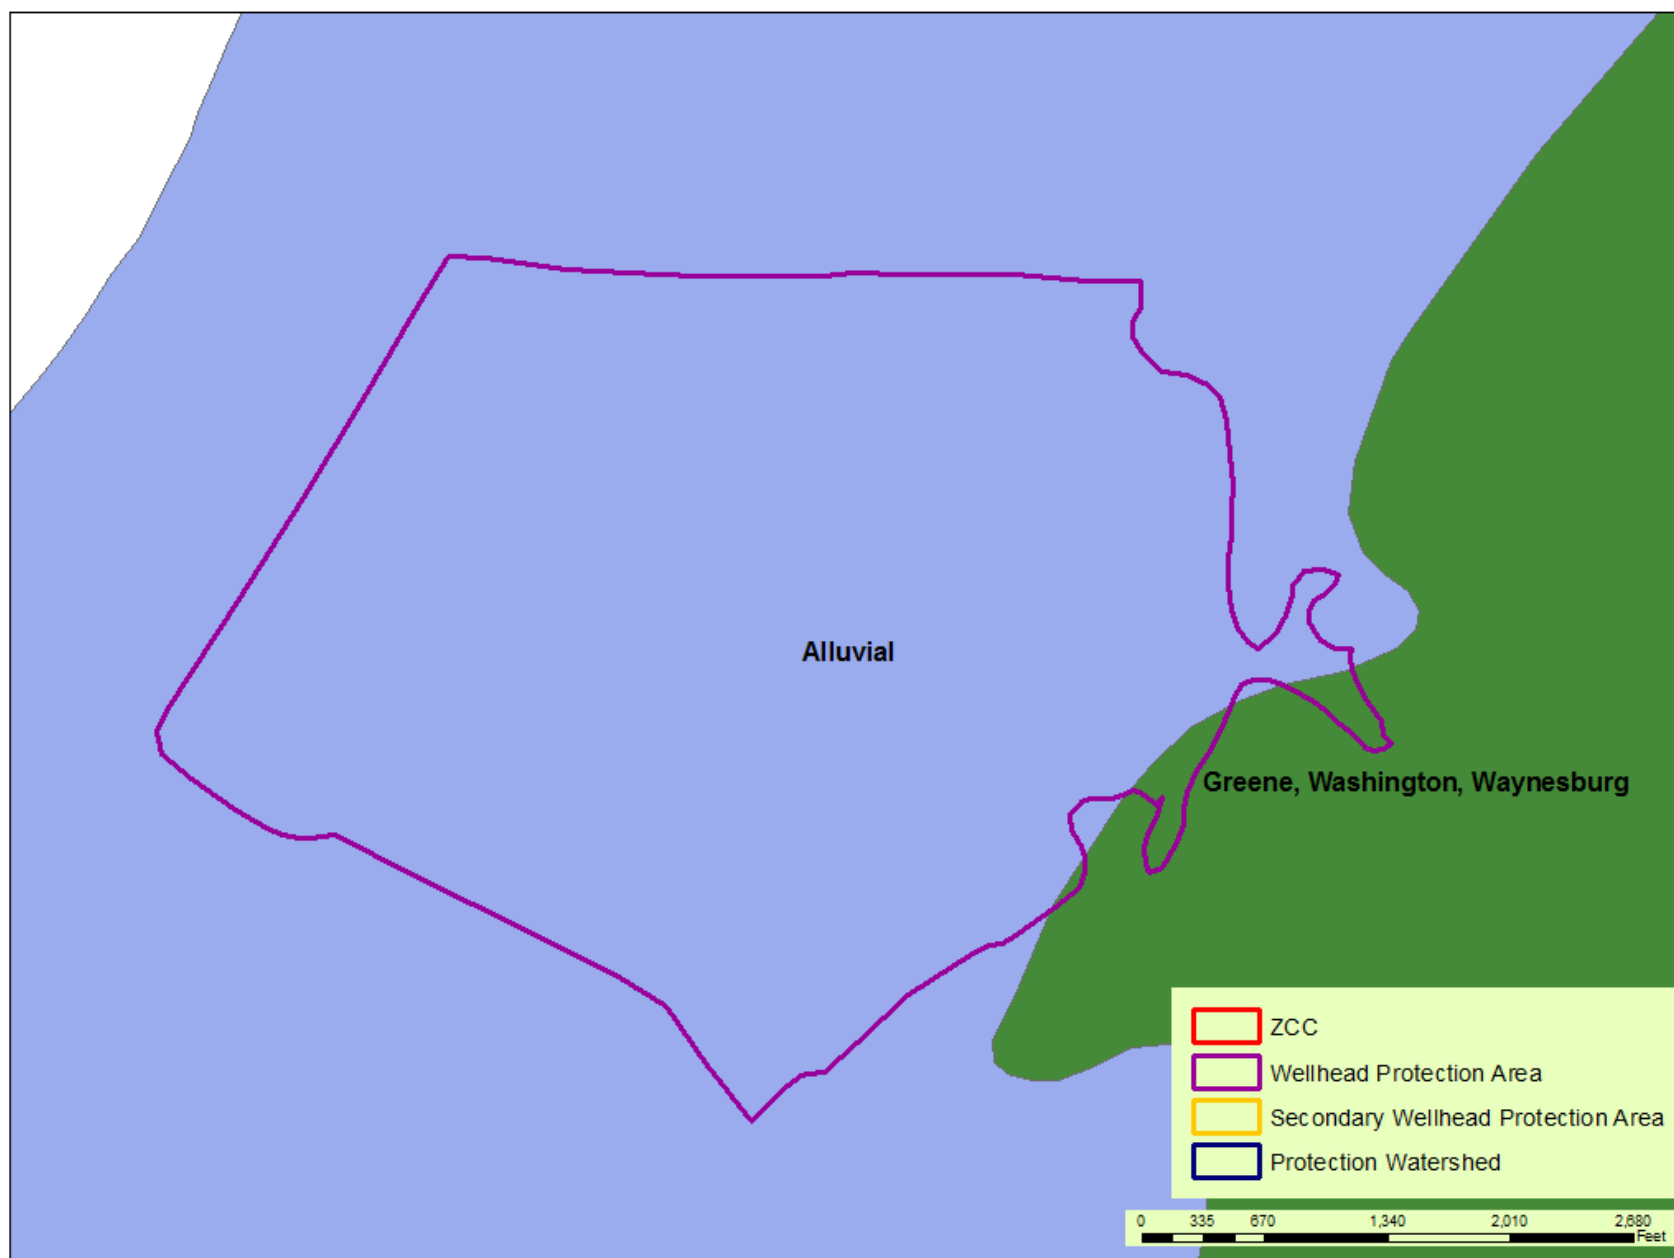 Alluvial
Greene, Washington, Waynesburg
ZCC
Wellhead Protection Area
Secondary Wellhead Protection Area
Protection Watershed
0 335 670 1,340 2,010 2,680
Feet